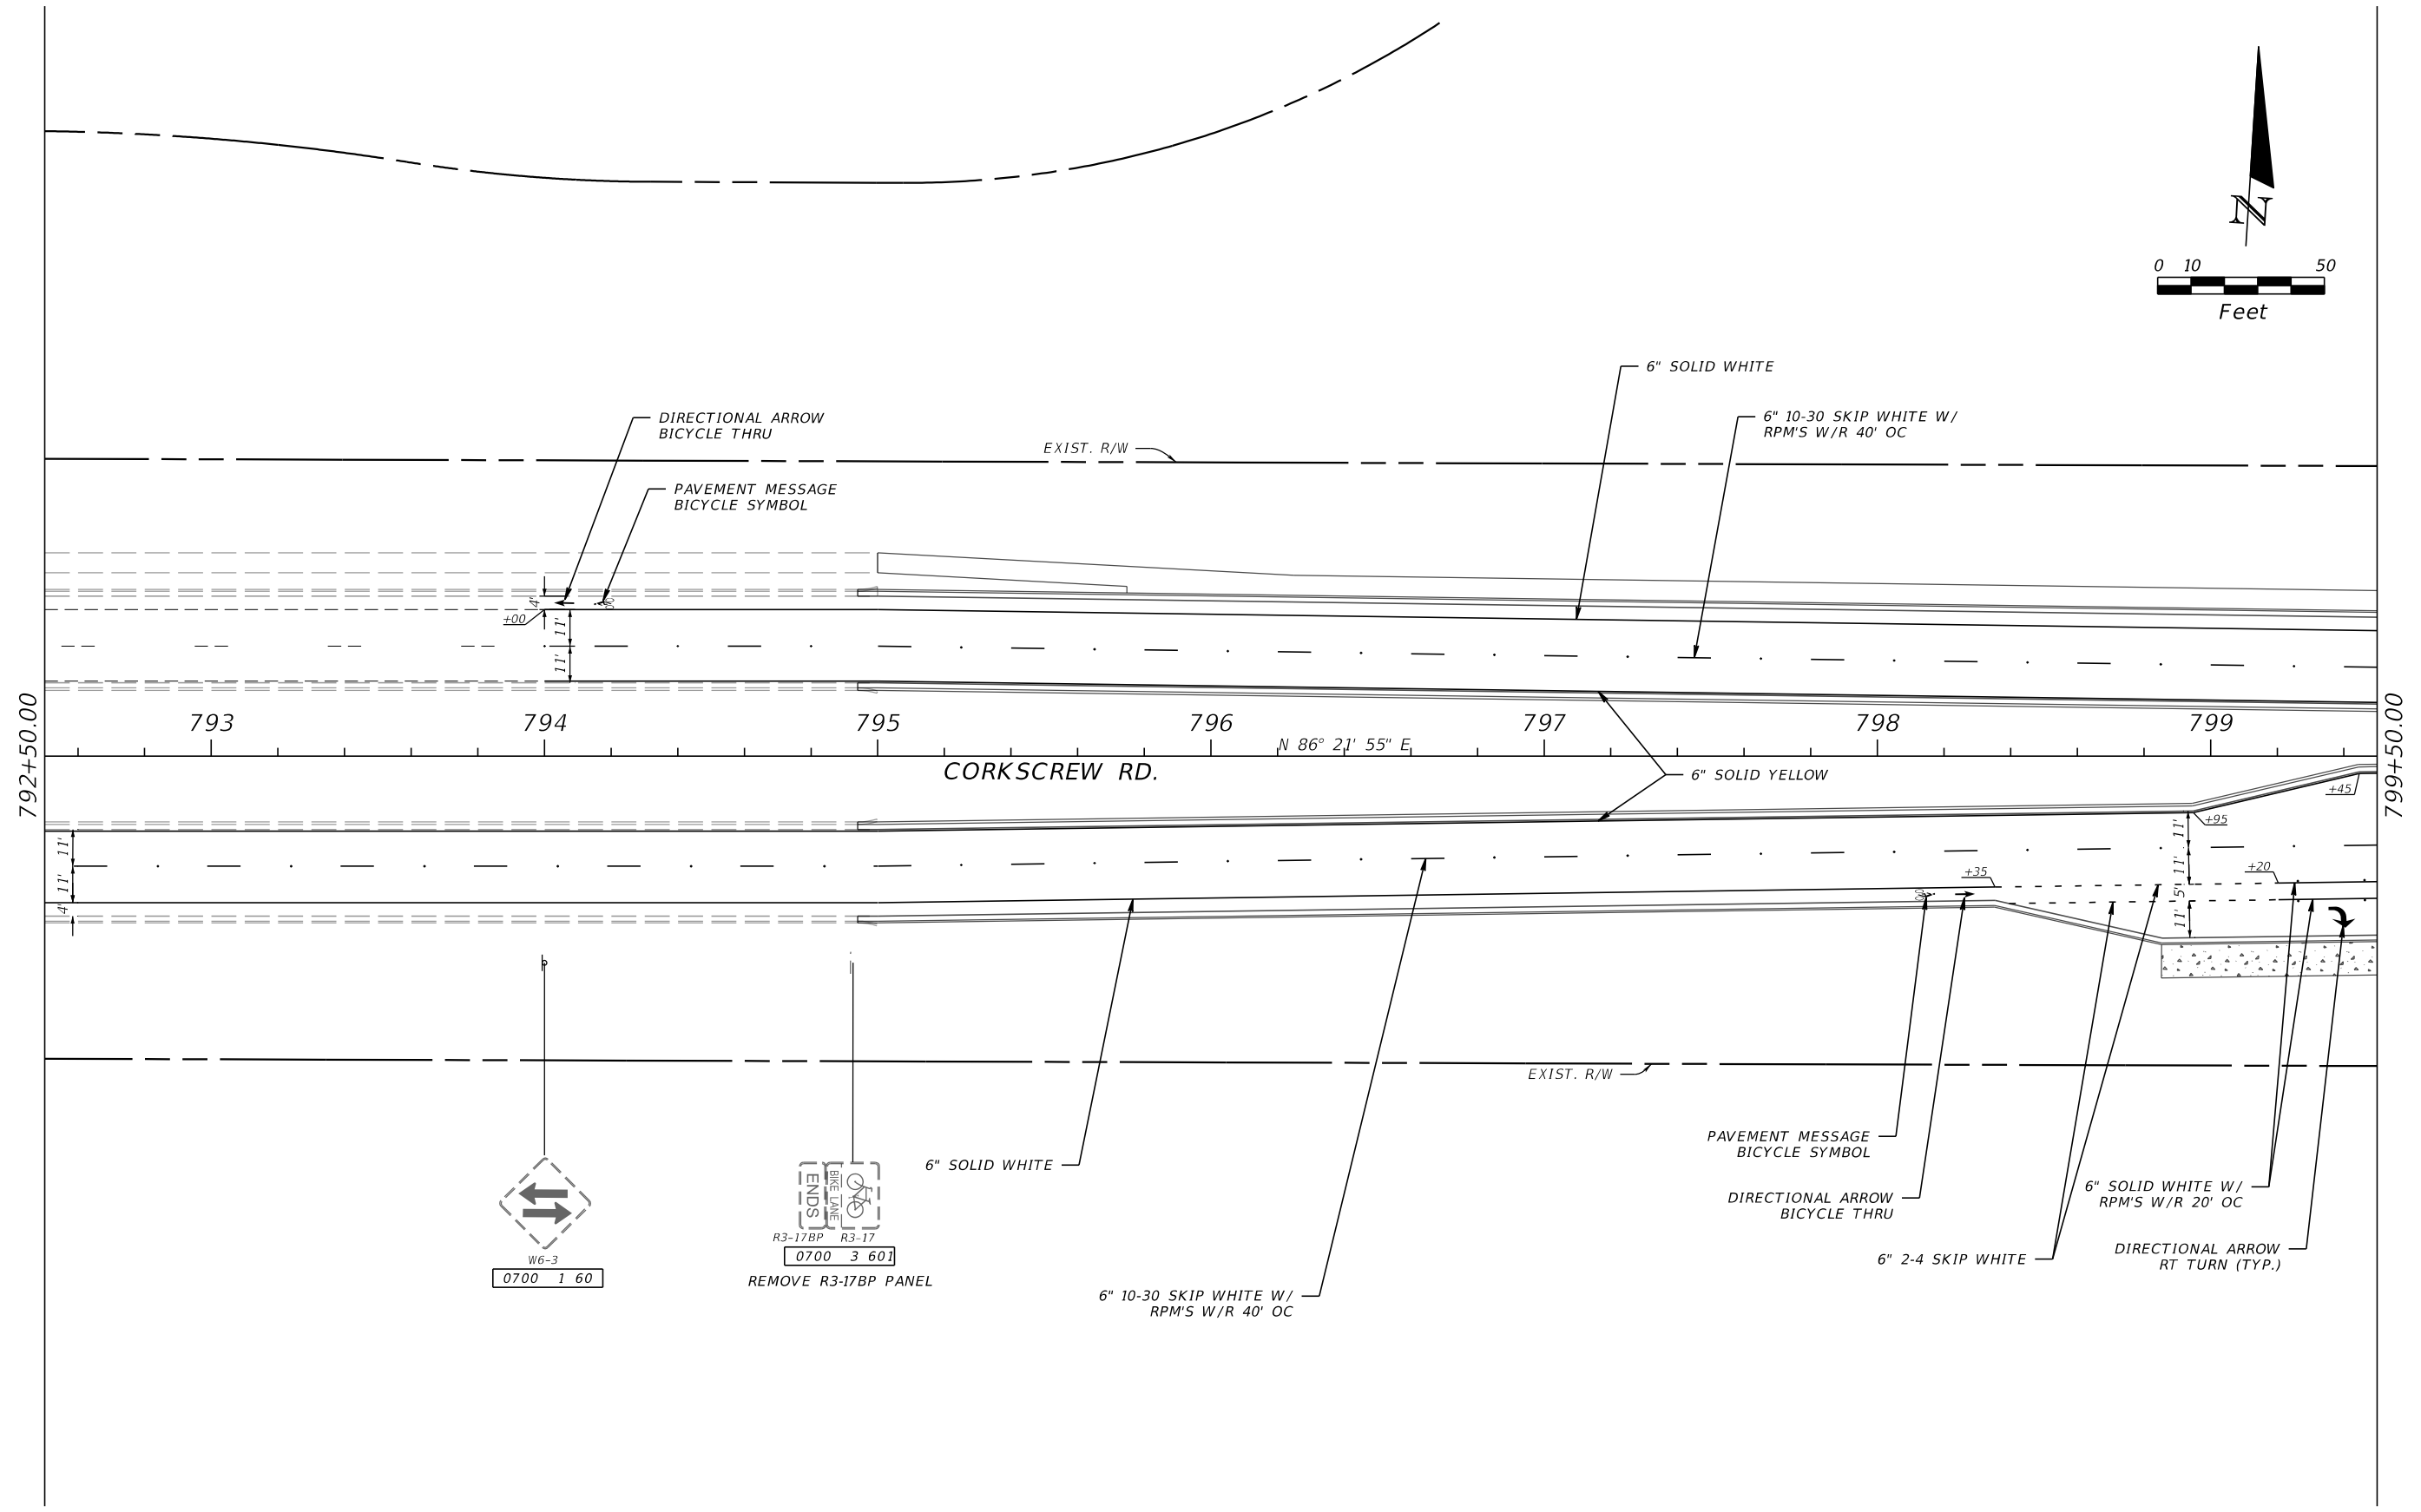 N
0 10 50
Feet
6" SOLID WHITE
DIRECTIONAL ARROW
BICYCLE THRU
6" 10-30 SKIP WHITE W/
RPM'S W/R 40' OC
EXIST. R/W
PAVEMENT MESSAGE
BICYCLE SYMBOL
4'
+00
11'
11'
792+50.00
793 794 795 796 797 798 799
799+50.00
N 86° 21' 55" E
CORKSCREW RD.
6" SOLID YELLOW
+45
+95
11'
11'
4'
11'
11'
5'
11'
+35
+20
EXIST. R/W
PAVEMENT MESSAGE
BICYCLE SYMBOL
6" SOLID WHITE
DIRECTIONAL ARROW
BICYCLE THRU
6" SOLID WHITE W/
RPM'S W/R 20' OC
6" 2-4 SKIP WHITE
DIRECTIONAL ARROW
RT TURN (TYP.)
BIKE LANE
ENDS
R3-17BP R3-17
0700 3 601
REMOVE R3-17BP PANEL
W6-3
0700 1 60
6" 10-30 SKIP WHITE W/
RPM'S W/R 40' OC